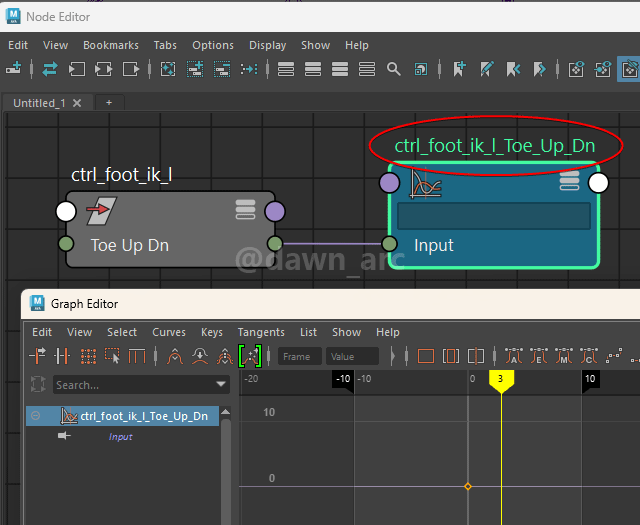 Node Editor
Edit View Bookmarks Tabs Options Display Show Help
Untitled_1 × +
ctrl_foot_ik_l_Toe_Up_Dn
ctrl_foot_ik_l
Toe Up Dn
Input
@dawn_arc
Graph Editor
Edit View Select Curves Keys Tangents List Show Help
Frame Value A E M C
Search...
-20 -10 -10 0 3 10
ctrl_foot_ik_l_Toe_Up_Dn
Input
10
0